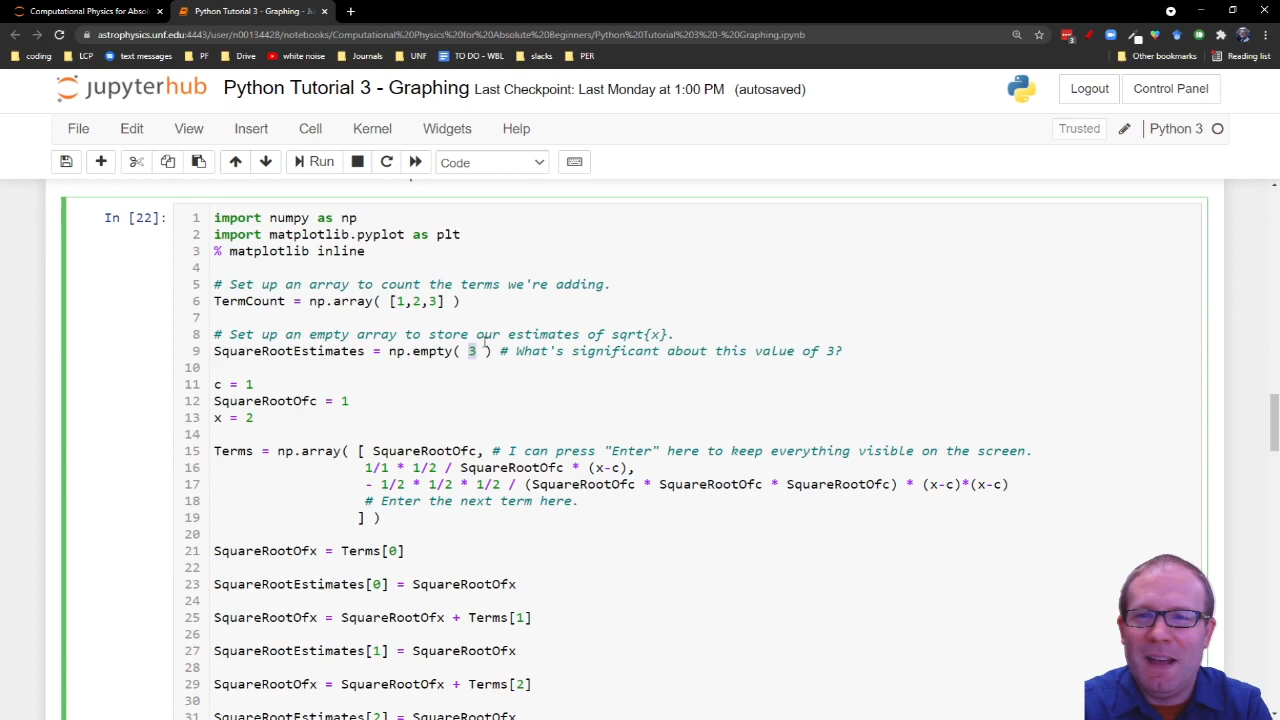 Computational Physics for Absol
Python Tutorial 3 - Graphing - Ju
astrophysics.unf.edu:4443/user/n00134428/notebooks/Computational%20Physics%20for%20Absolute%20Beginners/Python%20Tutorial%203%20-%20Graphing.ipynb
coding LCP text messages PF Drive white noise Journals UNF TO DO - WBL slacks PER Other bookmarks Reading list
jupyterhub Python Tutorial 3 - Graphing Last Checkpoint: Last Monday at 1:00 PM (autosaved) Logout Control Panel
File Edit View Insert Cell Kernel Widgets Help Trusted Python 3
Run Code
In [22]:
1 import numpy as np
2 import matplotlib.pyplot as plt
3 % matplotlib inline
4
5 # Set up an array to count the terms we're adding.
6 TermCount = np.array( [1,2,3] )
7
8 # Set up an empty array to store our estimates of sqrt{x}.
9 SquareRootEstimates = np.empty( 3 ) # What's significant about this value of 3?
10
11 c = 1
12 SquareRootOfc = 1
13 x = 2
14
15 Terms = np.array( [ SquareRootOfc, # I can press "Enter" here to keep everything visible on the screen.
16 1/1 * 1/2 / SquareRootOfc * (x-c),
17 - 1/2 * 1/2 * 1/2 / (SquareRootOfc * SquareRootOfc * SquareRootOfc) * (x-c)*(x-c)
18 # Enter the next term here.
19 ] )
20
21 SquareRootOfx = Terms[0]
22
23 SquareRootEstimates[0] = SquareRootOfx
24
25 SquareRootOfx = SquareRootOfx + Terms[1]
26
27 SquareRootEstimates[1] = SquareRootOfx
28
29 SquareRootOfx = SquareRootOfx + Terms[2]
30
31 SquareRootEstimates[2] = SquareRootOfx